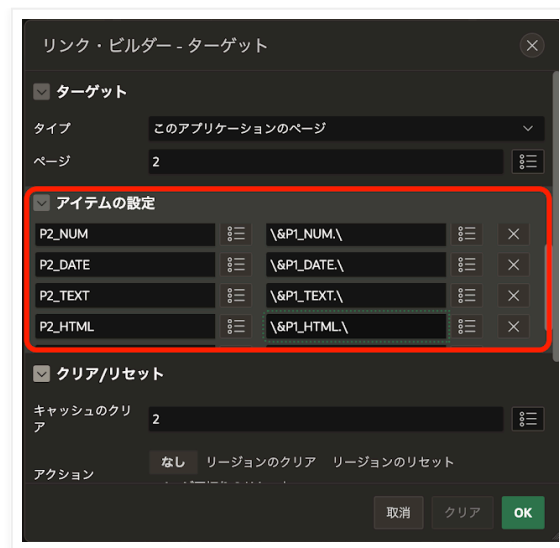 リンク・ビルダー - ターゲット
ターゲット
タイプ
このアプリケーションのページ
ページ
2
アイテムの設定
P2_NUM
\&P1_NUM.\
P2_DATE
\&P1_DATE.\
P2_TEXT
\&P1_TEXT.\
P2_HTML
\&P1_HTML.\
クリア/リセット
キャッシュのクリ
ア
2
アクション
なし リージョンのクリア リージョンのリセット
取消 クリア OK